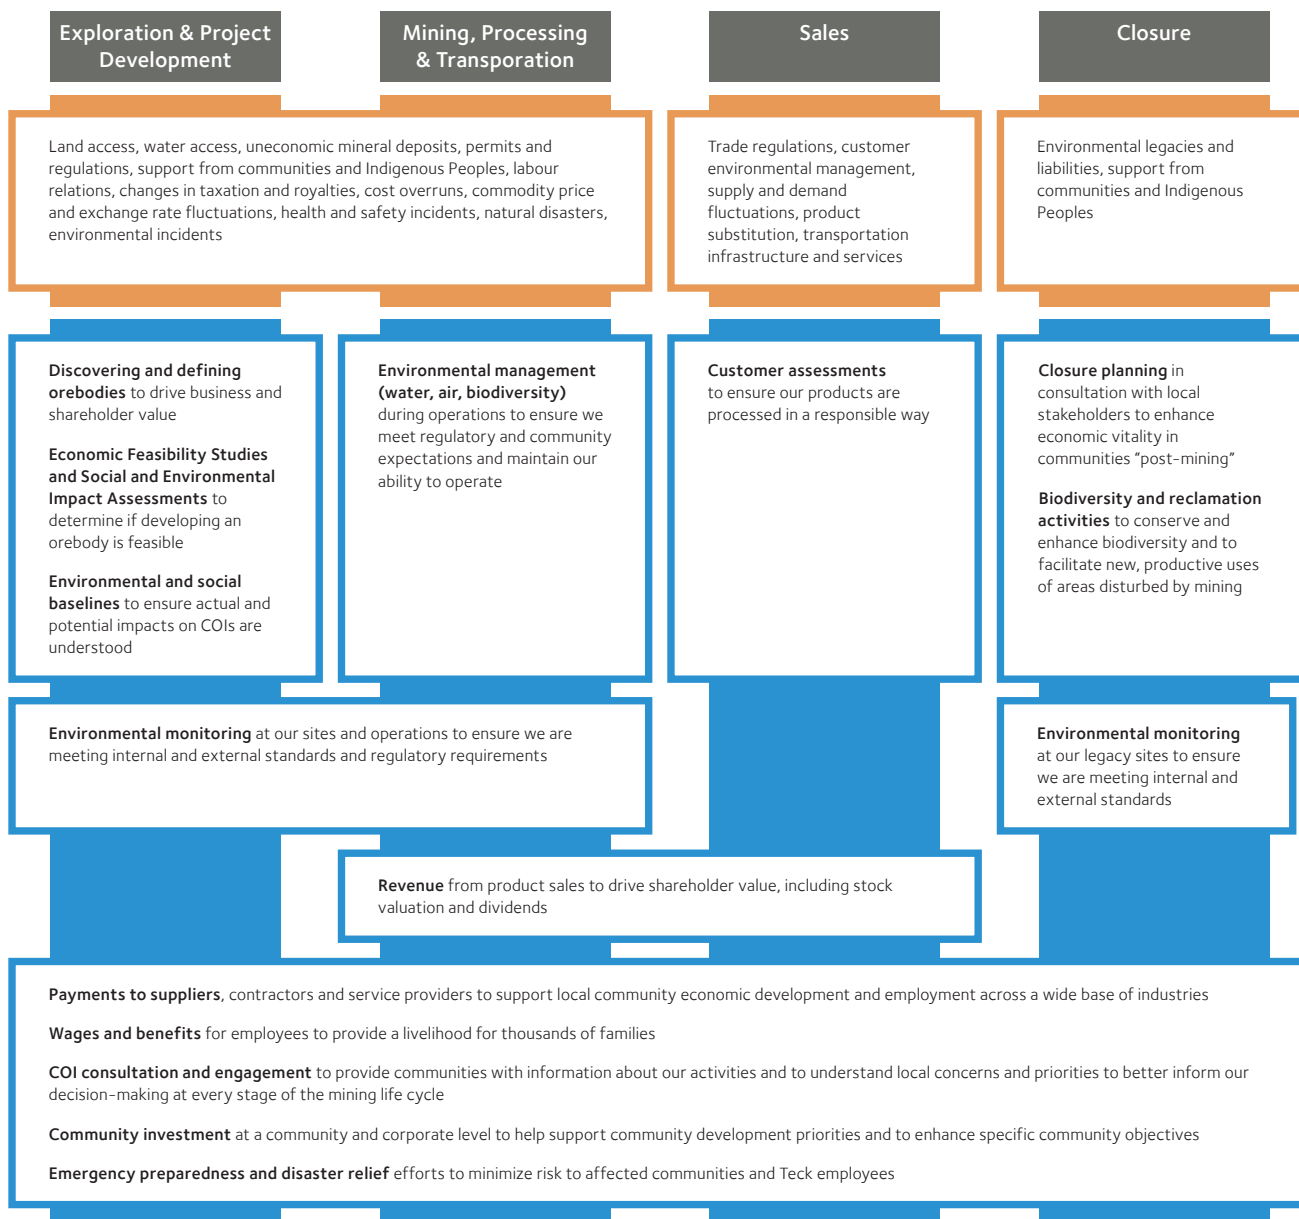 Exploration & Project
Development
Mining, Processing
& Transporation
Sales
Closure
Land access, water access, uneconomic mineral deposits, permits and
regulations, support from communities and Indigenous Peoples, labour
relations, changes in taxation and royalties, cost overruns, commodity price
and exchange rate fluctuations, health and safety incidents, natural disasters,
environmental incidents
Trade regulations, customer
environmental management,
supply and demand
fluctuations, product
substitution, transportation
infrastructure and services
Environmental legacies and
liabilities, support from
communities and Indigenous
Peoples
Discovering and defining
orebodies to drive business and
shareholder value
Economic Feasibility Studies
and Social and Environmental
Impact Assessments to
determine if developing an
orebody is feasible
Environmental and social
baselines to ensure actual and
potential impacts on COIs are
understood
Environmental management
(water, air, biodiversity)
during operations to ensure we
meet regulatory and community
expectations and maintain our
ability to operate
Customer assessments
to ensure our products are
processed in a responsible way
Closure planning in
consultation with local
stakeholders to enhance
economic vitality in
communities “post-mining”
Biodiversity and reclamation
activities to conserve and
enhance biodiversity and to
facilitate new, productive uses
of areas disturbed by mining
Environmental monitoring at our sites and operations to ensure we are
meeting internal and external standards and regulatory requirements
Environmental monitoring
at our legacy sites to ensure
we are meeting internal and
external standards
Revenue from product sales to drive shareholder value, including stock
valuation and dividends
Payments to suppliers, contractors and service providers to support local community economic development and employment across a wide base of industries
Wages and benefits for employees to provide a livelihood for thousands of families
COI consultation and engagement to provide communities with information about our activities and to understand local concerns and priorities to better inform our
decision-making at every stage of the mining life cycle
Community investment at a community and corporate level to help support community development priorities and to enhance specific community objectives
Emergency preparedness and disaster relief efforts to minimize risk to affected communities and Teck employees